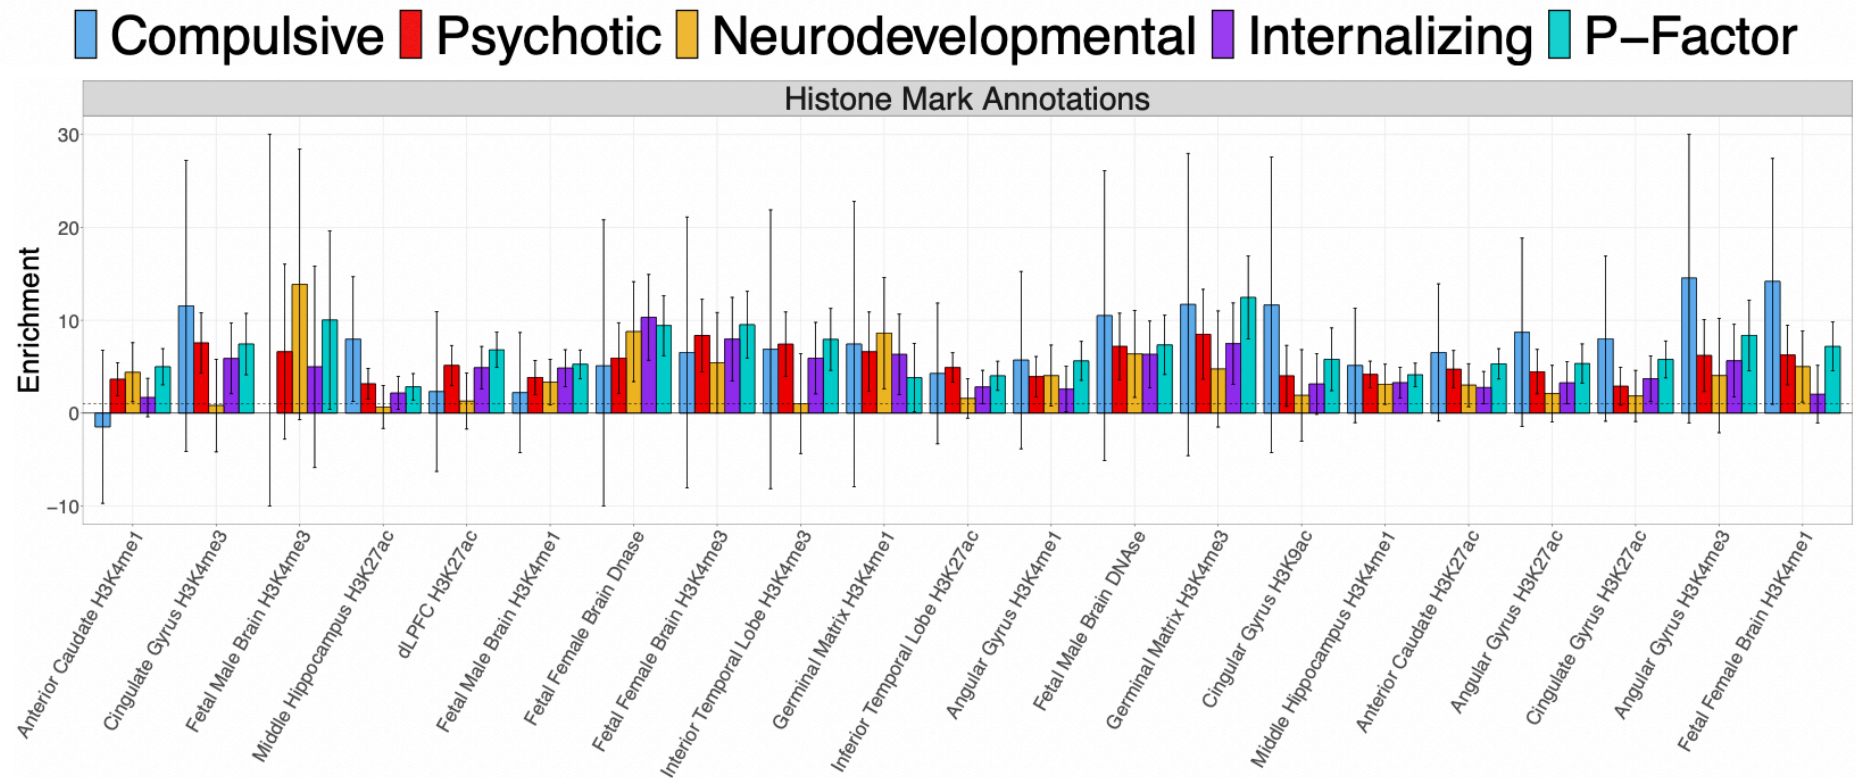 Compulsive Psychotic Neurodevelopmental Internalizing P−Factor
Histone Mark Annotations
Enrichment
30
20
10
0
−10
Anterior Caudate H3K4me1
Cingulate Gyrus H3K4me3
Fetal Male Brain H3K4me3
Middle Hippocampus H3K27ac
dLPFC H3K27ac
Fetal Male Brain H3K4me1
Fetal Female Brain Dnase
Fetal Female Brain H3K4me3
Interior Temporal Lobe H3K4me3
Germinal Matrix H3K4me1
Inferior Temporal Lobe H3K27ac
Angular Gyrus H3K4me1
Fetal Male Brain DNAse
Germinal Matrix H3K4me3
Cingular Gyrus H3K9ac
Middle Hippocampus H3K4me1
Anterior Caudate H3K27ac
Angular Gyrus H3K27ac
Cingulate Gyrus H3K27ac
Angular Gyrus H3K4me3
Fetal Female Brain H3K4me1